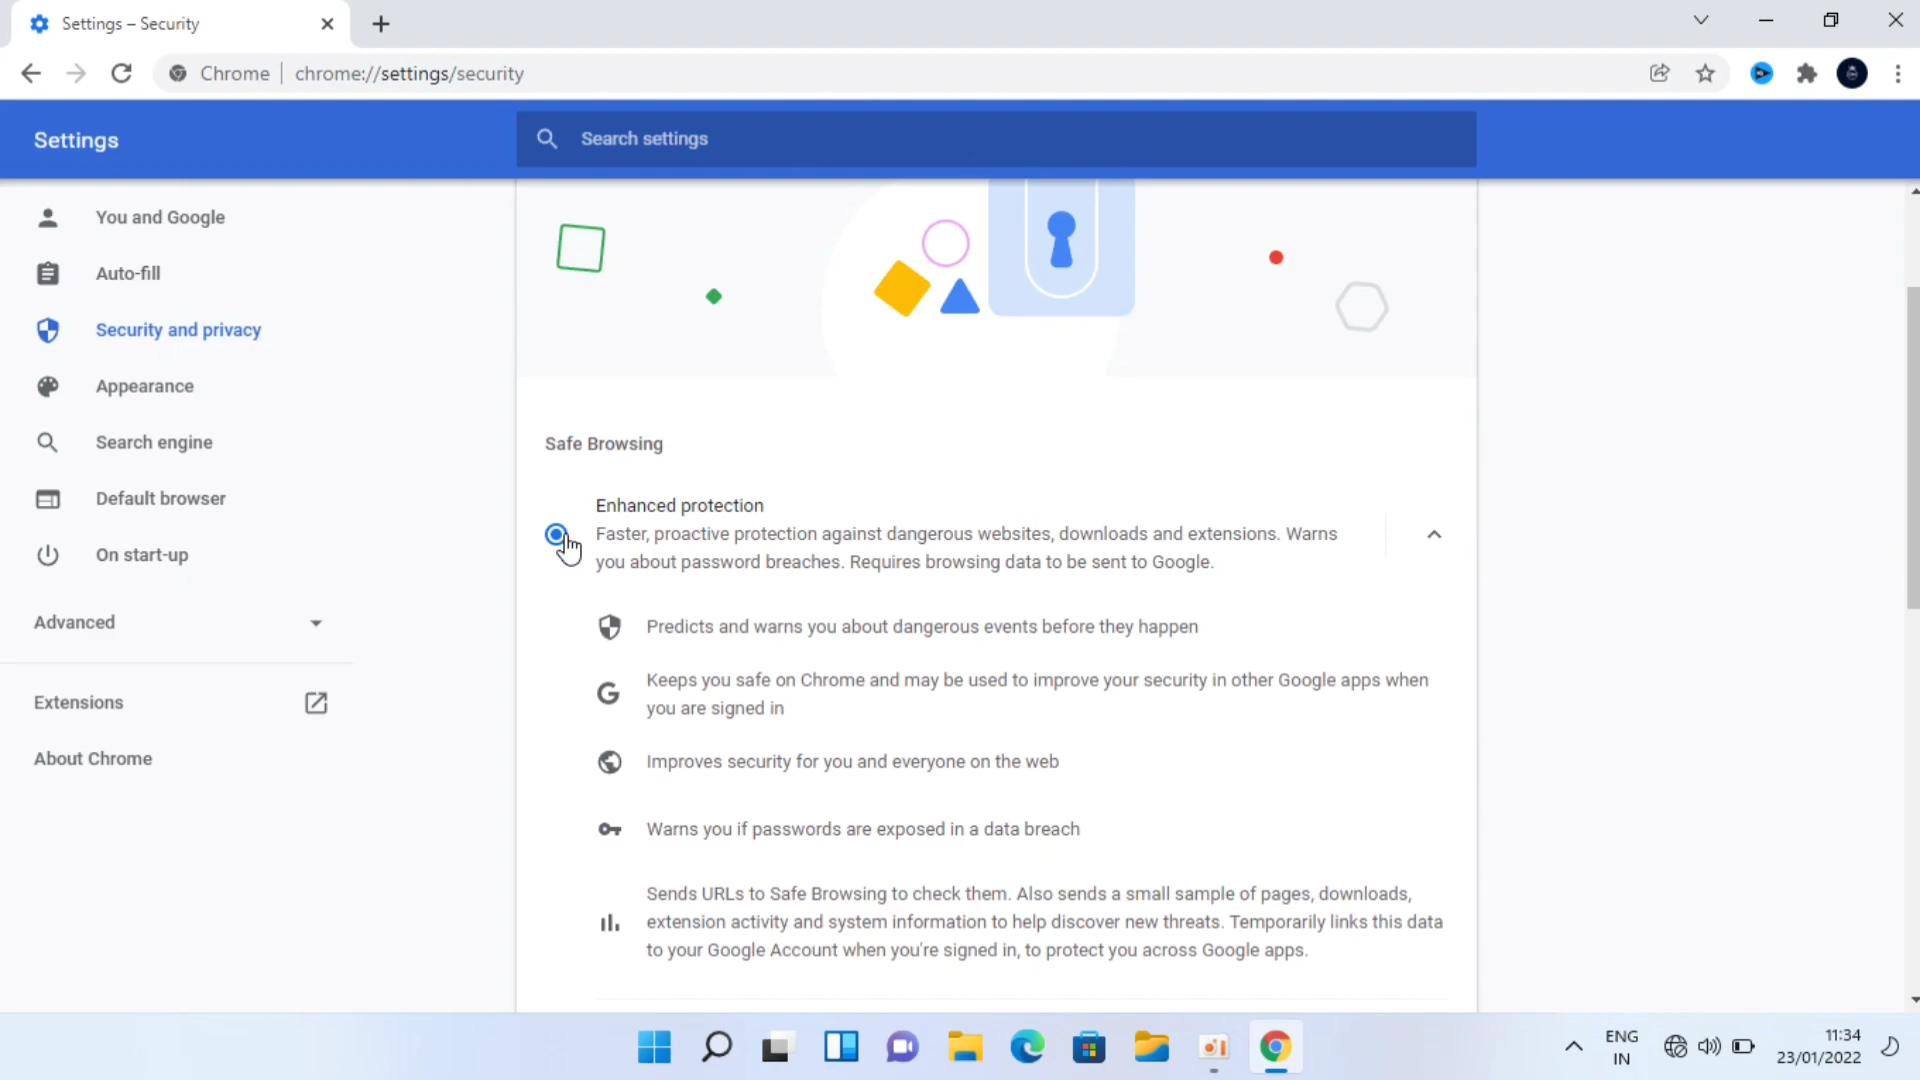 Settings – Security
Chrome | chrome://settings/security
Settings
Search settings
You and Google
Auto-fill
Security and privacy
Appearance
Search engine
Default browser
On start-up
Advanced
Extensions
About Chrome
Safe Browsing
Enhanced protection
Faster, proactive protection against dangerous websites, downloads and extensions. Warns
you about password breaches. Requires browsing data to be sent to Google.
Predicts and warns you about dangerous events before they happen
Keeps you safe on Chrome and may be used to improve your security in other Google apps when
you are signed in
Improves security for you and everyone on the web
Warns you if passwords are exposed in a data breach
Sends URLs to Safe Browsing to check them. Also sends a small sample of pages, downloads,
extension activity and system information to help discover new threats. Temporarily links this data
to your Google Account when you're signed in, to protect you across Google apps.
ENG
IN
11:34
23/01/2022